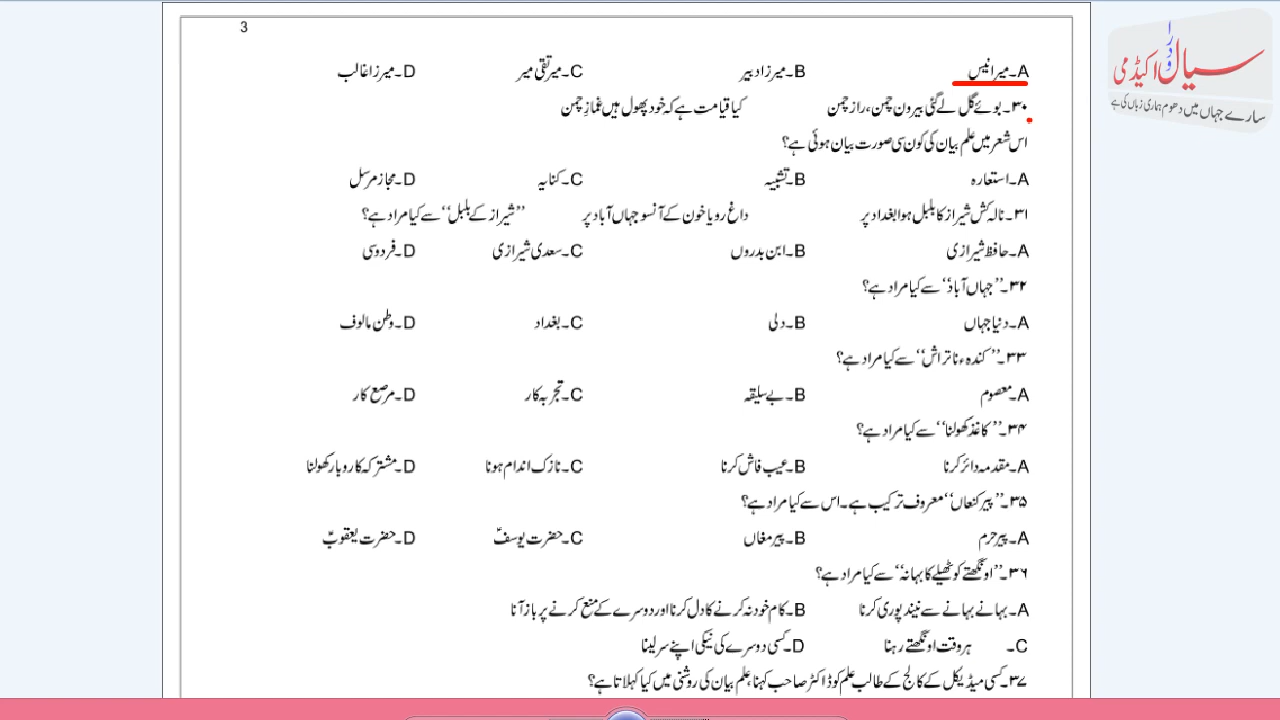 3
سیال اردو اکیڈمی
سارے جہاں میں دھوم ہماری زباں کی ہے
A۔میرانیس B۔میرزا دبیر C۔میر تقی میر D۔میرزا غالب
۳۰۔بوئے گل لے گئی بیرون چمن، راز چمن کیا قیامت ہے کہ خود پھول ہیں غمازِ چمن
اس شعر میں علم بیان کی کون سی صورت بیان ہوئی ہے؟
A۔استعارہ B۔تشبیہ C۔کنایہ D۔مجاز مرسل
۳۱۔نالہ کش شیراز کا بلبل ہوا بغداد پر داغ رویا خون کے آنسو جہاں آباد پر ’’شیراز کے بلبل‘‘ سے کیا مراد ہے؟
A۔حافظ شیرازی B۔ابن بدروں C۔سعدی شیرازی D۔فردوسی
۳۲۔’’جہاں آباد‘‘ سے کیا مراد ہے؟
A۔دنیا جہاں B۔دلی C۔بغداد D۔وطن مالوف
۳۳۔’’کندہ ءنا تراش‘‘ سے کیا مراد ہے؟
A۔معصوم B۔بے سلیقہ C۔تجربہ کار D۔مرصع کار
۳۴۔’’کاغذ کھولنا‘‘ سے کیا مراد ہے؟
A۔مقدمہ دائر کرنا B۔عیب فاش کرنا C۔نازک اندام ہونا D۔مشترکہ کاروبار کھولنا
۳۵۔’’پیر کنعاں‘‘ معروف ترکیب ہے۔اس سے کیا مراد ہے؟
A۔پیر حرم B۔پیر مغاں C۔حضرت یوسفؑ D۔حضرت یعقوبؑ
۳۶۔’’اونگھتے کو ٹھیلے کا بہانہ‘‘ سے کیا مراد ہے؟
A۔بہانے بہانے سے نیند پوری کرنا B۔کام خود نہ کرنے کا دل کرنا اور دوسرے کے منع کرنے پر باز آنا
C۔ ہر وقت اونگھتے رہنا D۔کسی دوسرے کی نیکی اپنے سر لینا
۳۷۔کسی میڈیکل کے کالج کے طالب علم کو ڈاکٹر صاحب کہنا، علم بیان کی روشنی میں کیا کہلاتا ہے؟